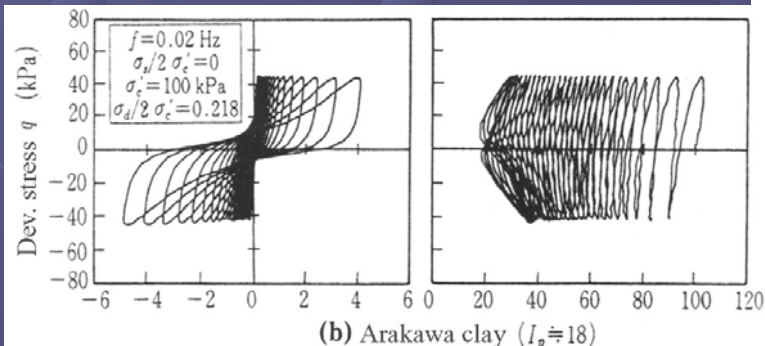 80
60
40
20
0
−20
−40
−60
−80
Dev. stress q (kPa)
f=0.02 Hz
σs/2 σc'=0
σc'=100 kPa
σd/2 σc'=0.218
−6 −4 −2 0 2 4 6
0 20 40 60 80 100 120
(b) Arakawa clay (Ip≒18)